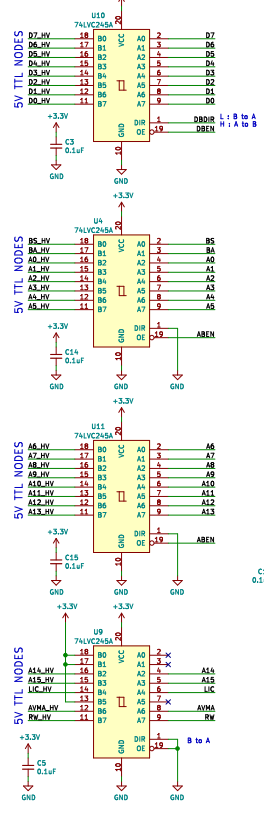 U10
74LVC245A
20
VCC
5V TTL NODES
D7_HV 18 B0 A0 2 D7
D6_HV 17 B1 A1 3 D6
D5_HV 16 B2 A2 4 D5
D4_HV 15 B3 A3 5 D4
D3_HV 14 B4 A4 6 D3
D2_HV 13 B5 A5 7 D2
D1_HV 12 B6 A6 8 D1
D0_HV 11 B7 A7 9 D0
+3.3V
DIR 1 DBDIR L : B to A
OE 19 DBEN H : A to B
C3
0.1uF
GND
10
GND
GND
+3.3V
U4
74LVC245A
20
VCC
5V TTL NODES
BS_HV 18 B0 A0 2 BS
BA_HV 17 B1 A1 3 BA
A0_HV 16 B2 A2 4 A0
A1_HV 15 B3 A3 5 A1
A2_HV 14 B4 A4 6 A2
A3_HV 13 B5 A5 7 A3
A4_HV 12 B6 A6 8 A4
A5_HV 11 B7 A7 9 A5
+3.3V
DIR 1
OE 19 ABEN
C14
0.1uF
GND
10
GND
GND
GND
+3.3V
U11
74LVC245A
20
VCC
5V TTL NODES
A6_HV 18 B0 A0 2 A6
A7_HV 17 B1 A1 3 A7
A8_HV 16 B2 A2 4 A8
A9_HV 15 B3 A3 5 A9
A10_HV 14 B4 A4 6 A10
A11_HV 13 B5 A5 7 A11
A12_HV 12 B6 A6 8 A12
A13_HV 11 B7 A7 9 A13
+3.3V
DIR 1
OE 19 ABEN
C15
0.1uF
GND
10
GND
GND
GND
+3.3V
+3.3V
U9
74LVC245A
20
VCC
5V TTL NODES
18 B0 A0 2
17 B1 A1 3
A14_HV 16 B2 A2 4 A14
A15_HV 15 B3 A3 5 A15
LIC_HV 14 B4 A4 6 LIC
13 B5 A5 7
AVMA_HV 12 B6 A6 8 AVMA
RW_HV 11 B7 A7 9 RW
+3.3V
DIR 1 B to A
OE 19
C5
0.1uF
GND
10
GND
GND
GND